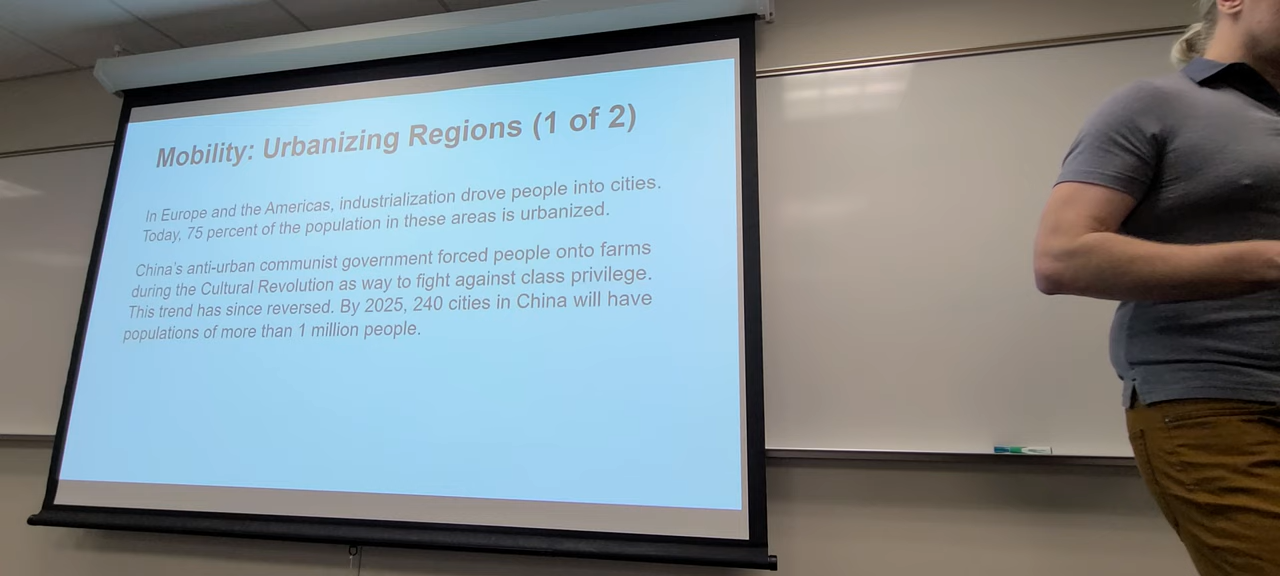 Mobility: Urbanizing Regions (1 of 2)
In Europe and the Americas, industrialization drove people into cities.
Today, 75 percent of the population in these areas is urbanized.
China's anti-urban communist government forced people onto farms
during the Cultural Revolution as way to fight against class privilege.
This trend has since reversed. By 2025, 240 cities in China will have
populations of more than 1 million people.